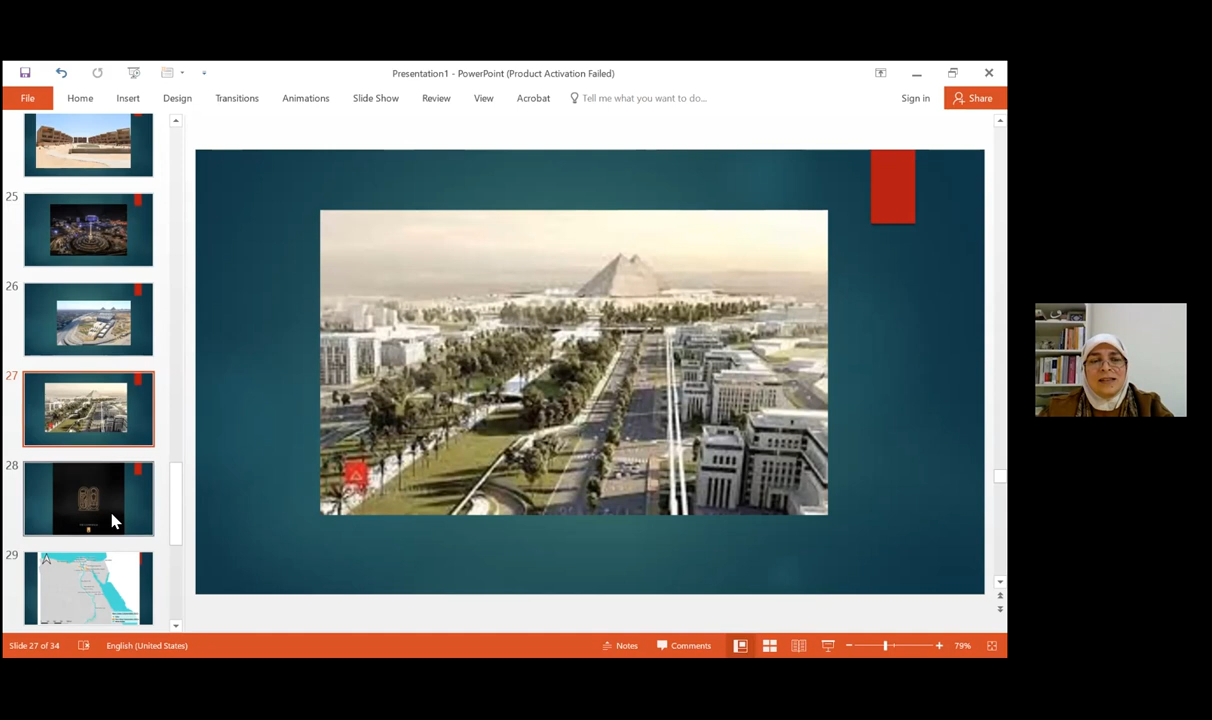 Presentation1 - PowerPoint (Product Activation Failed)
File Home Insert Design Transitions Animations Slide Show Review View Acrobat Tell me what you want to do... Sign in Share
25
26
27
28
29
Slide 27 of 34 English (United States) Notes Comments 79%